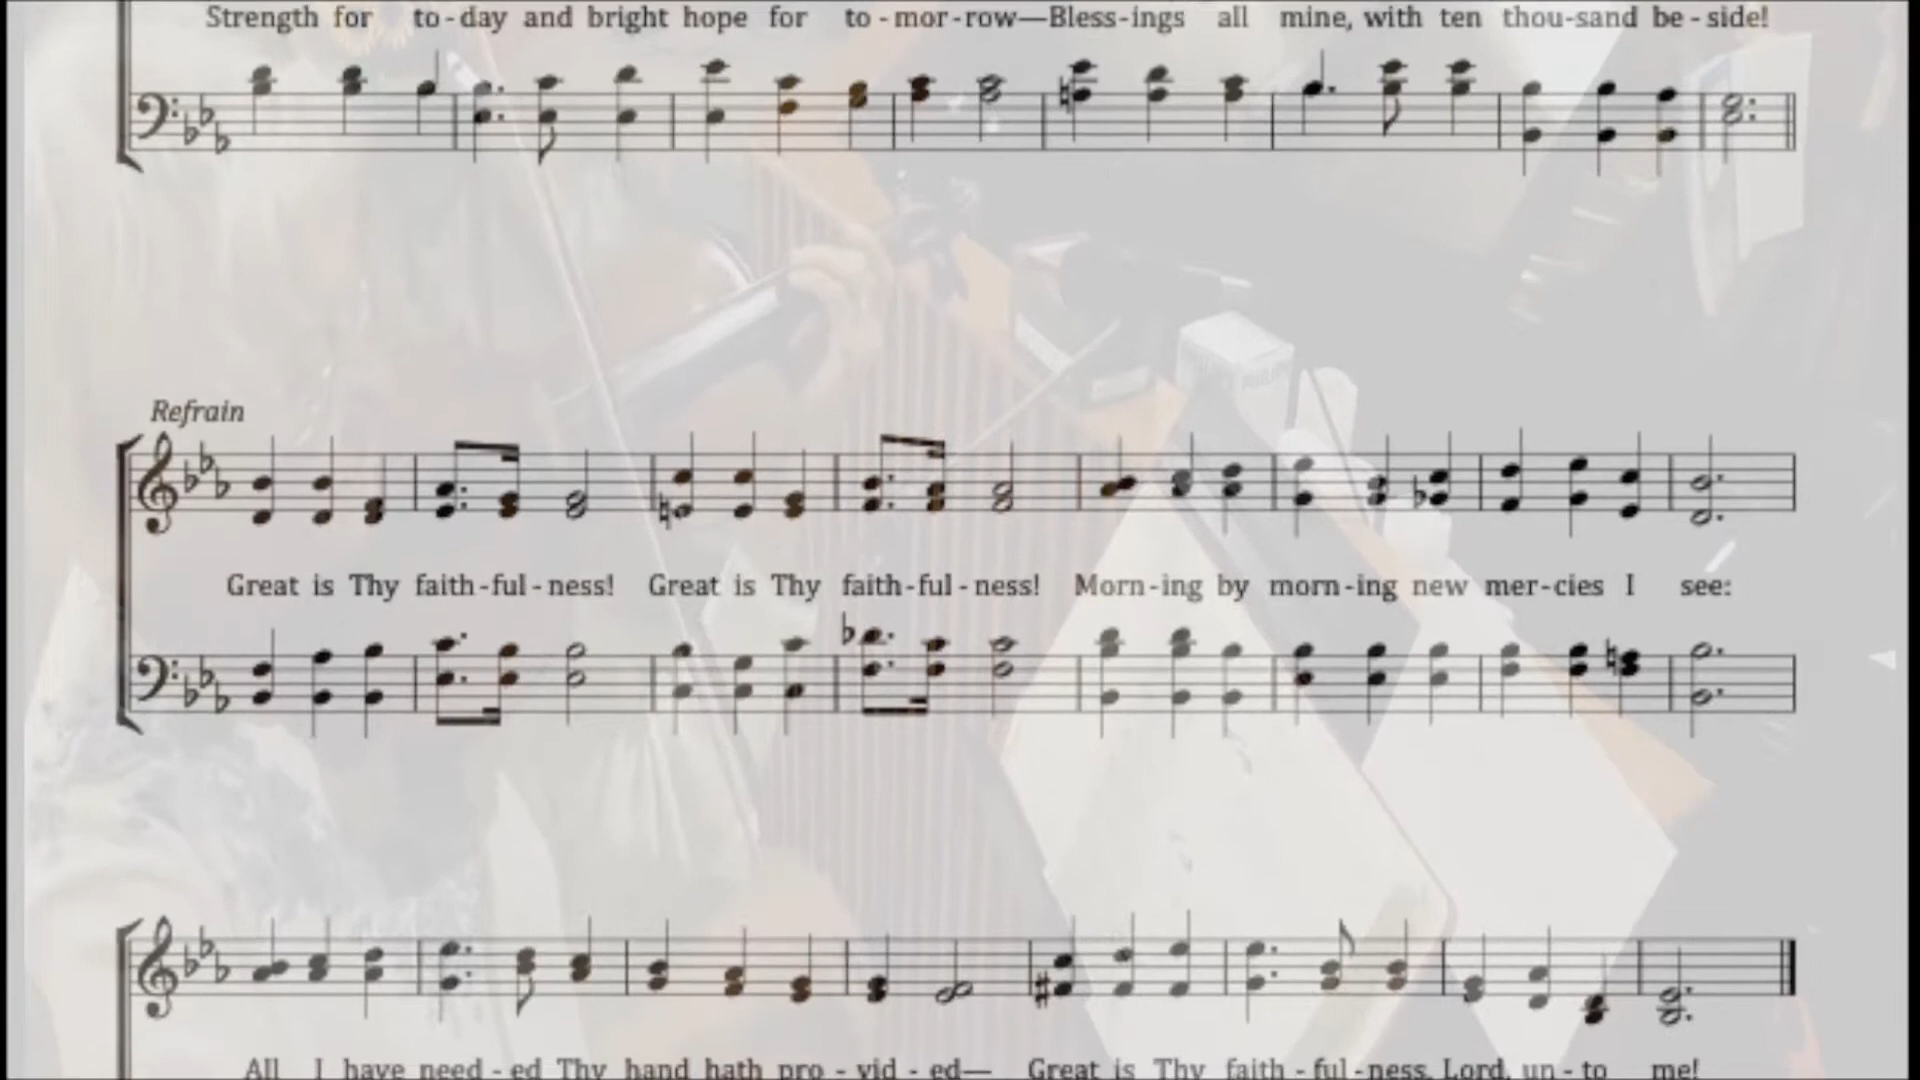 Strength for to-day and bright hope for to-mor-row—Bless-ings all mine, with ten thou-sand be-side!
Refrain
Great is Thy faith-ful-ness! Great is Thy faith-ful-ness! Morn-ing by morn-ing new mer-cies I see:
All I have need-ed Thy hand hath pro-vid-ed— Great is Thy faith-ful-ness, Lord, un-to me!